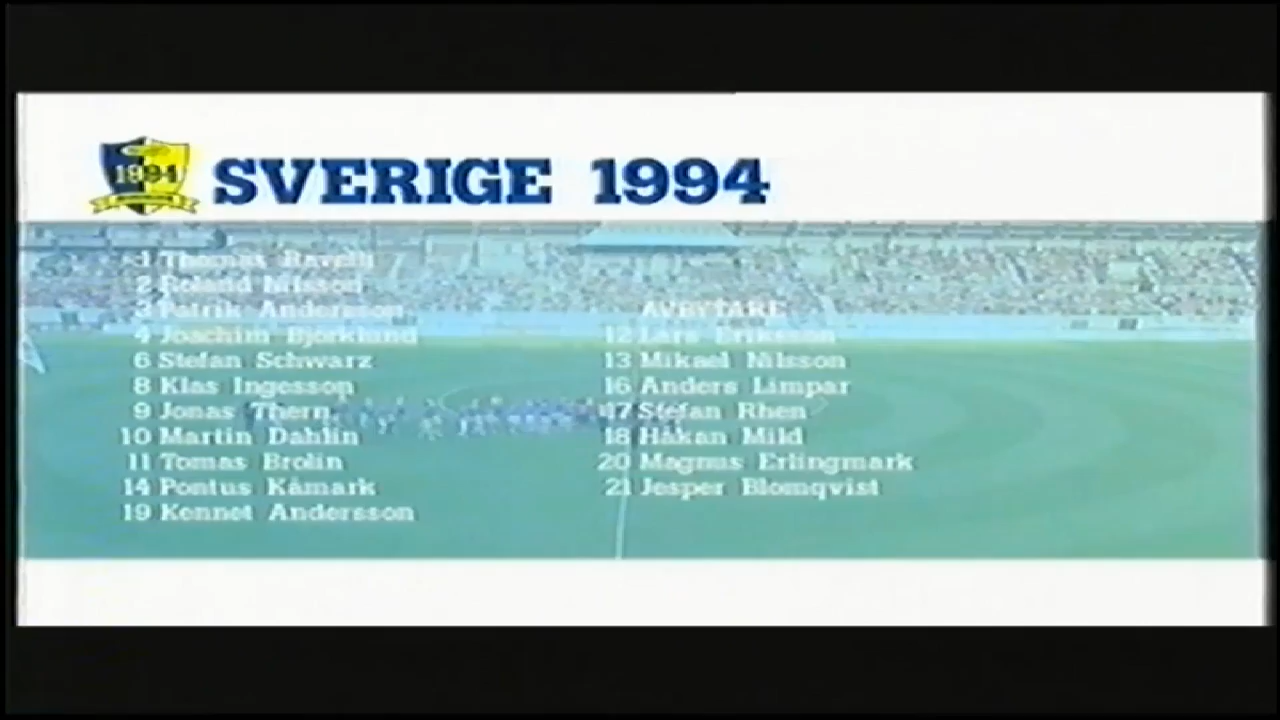 1994
SVERIGE 1994
1 Thomas Ravelli
2 Roland Nilsson
3 Patrik Andersson
4 Joachim Björklund
6 Stefan Schwarz
8 Klas Ingesson
9 Jonas Thern
10 Martin Dahlin
11 Tomas Brolin
14 Pontus Kåmark
19 Kennet Andersson
AVBYTARE
12 Lars Eriksson
13 Mikael Nilsson
16 Anders Limpar
17 Stefan Rhen
18 Håkan Mild
20 Magnus Erlingmark
21 Jesper Blomqvist